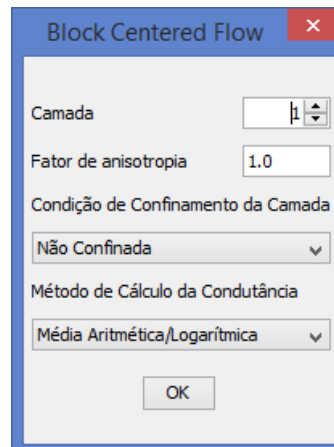 Block Centered Flow
Camada 1
Fator de anisotropia 1.0
Condição de Confinamento da Camada
Não Confinada
Método de Cálculo da Condutância
Média Aritmética/Logarítmica
OK